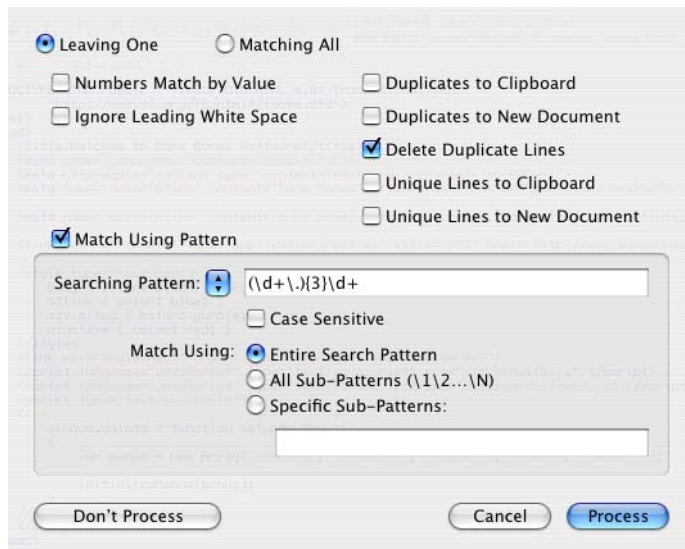 Leaving One Matching All
Numbers Match by Value Duplicates to Clipboard
Ignore Leading White Space Duplicates to New Document
Delete Duplicate Lines
Unique Lines to Clipboard
Unique Lines to New Document
Match Using Pattern
Searching Pattern: (\d+\.){3}\d+
Case Sensitive
Match Using: Entire Search Pattern
All Sub-Patterns (\1\2...\N)
Specific Sub-Patterns:
Don't Process Cancel Process